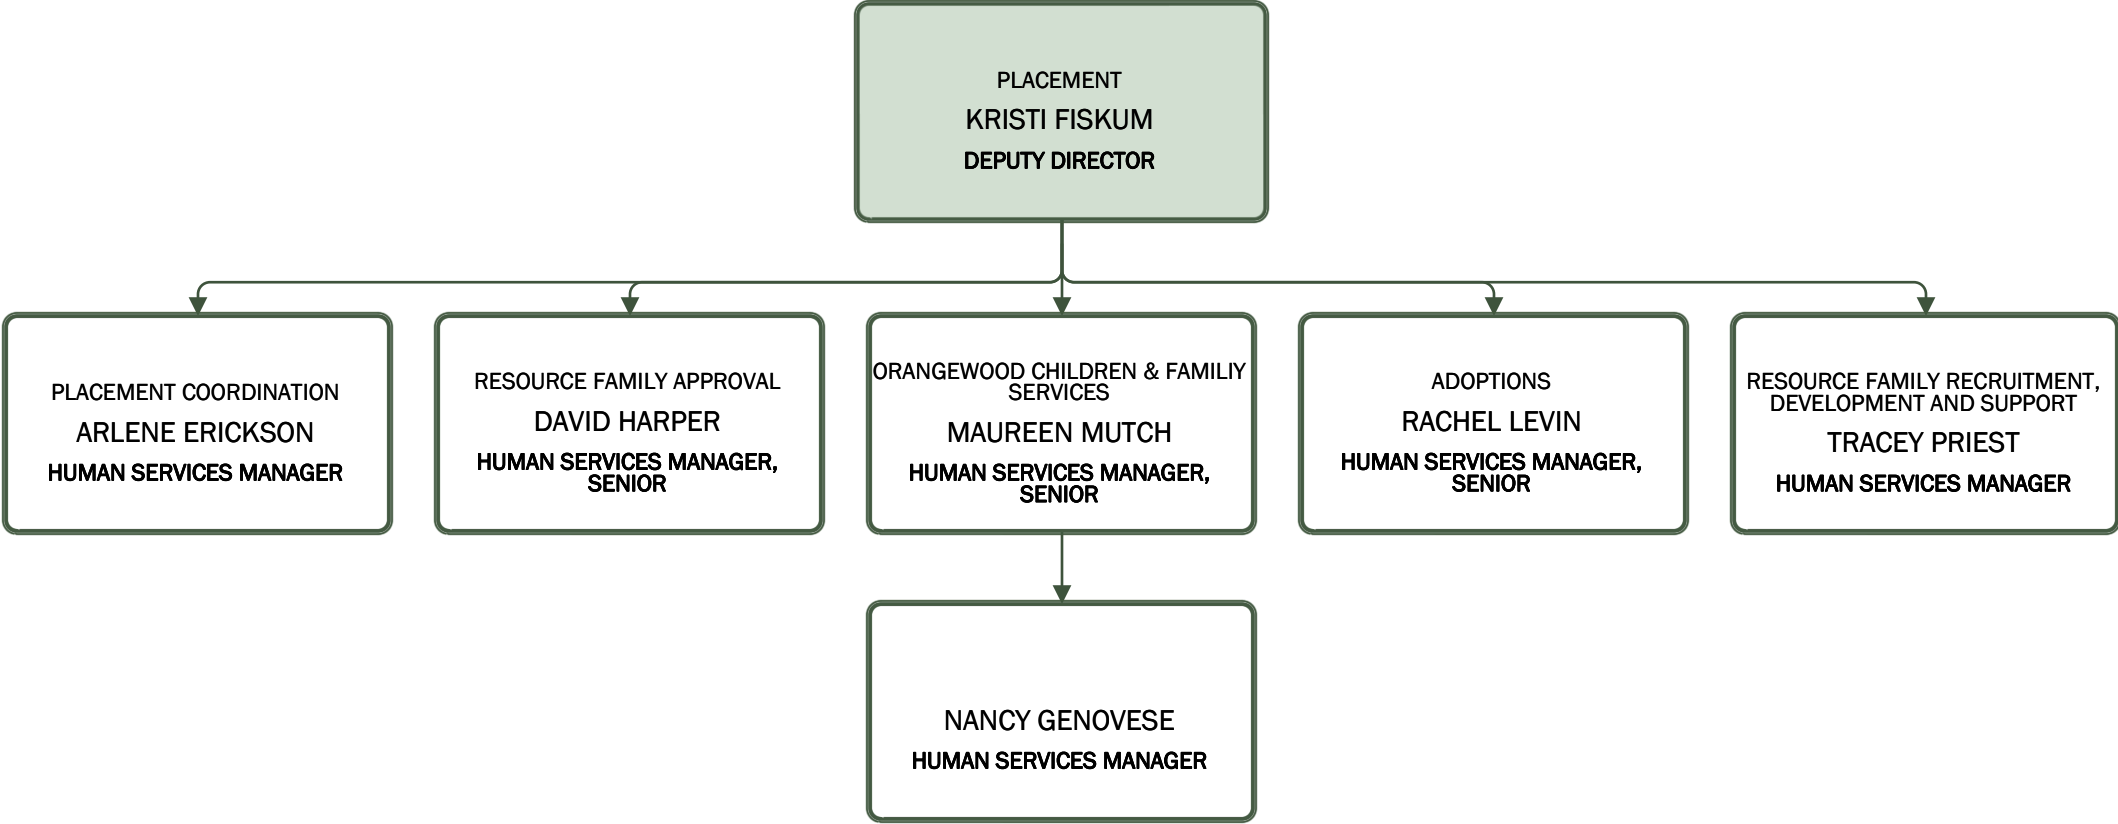 PLACEMENT
KRISTI FISKUM
DEPUTY DIRECTOR
PLACEMENT COORDINATION
ARLENE ERICKSON
HUMAN SERVICES MANAGER
RESOURCE FAMILY APPROVAL
DAVID HARPER
HUMAN SERVICES MANAGER,
SENIOR
ORANGEWOOD CHILDREN & FAMILIY
SERVICES
MAUREEN MUTCH
HUMAN SERVICES MANAGER,
SENIOR
ADOPTIONS
RACHEL LEVIN
HUMAN SERVICES MANAGER,
SENIOR
RESOURCE FAMILY RECRUITMENT,
DEVELOPMENT AND SUPPORT
TRACEY PRIEST
HUMAN SERVICES MANAGER
NANCY GENOVESE
HUMAN SERVICES MANAGER